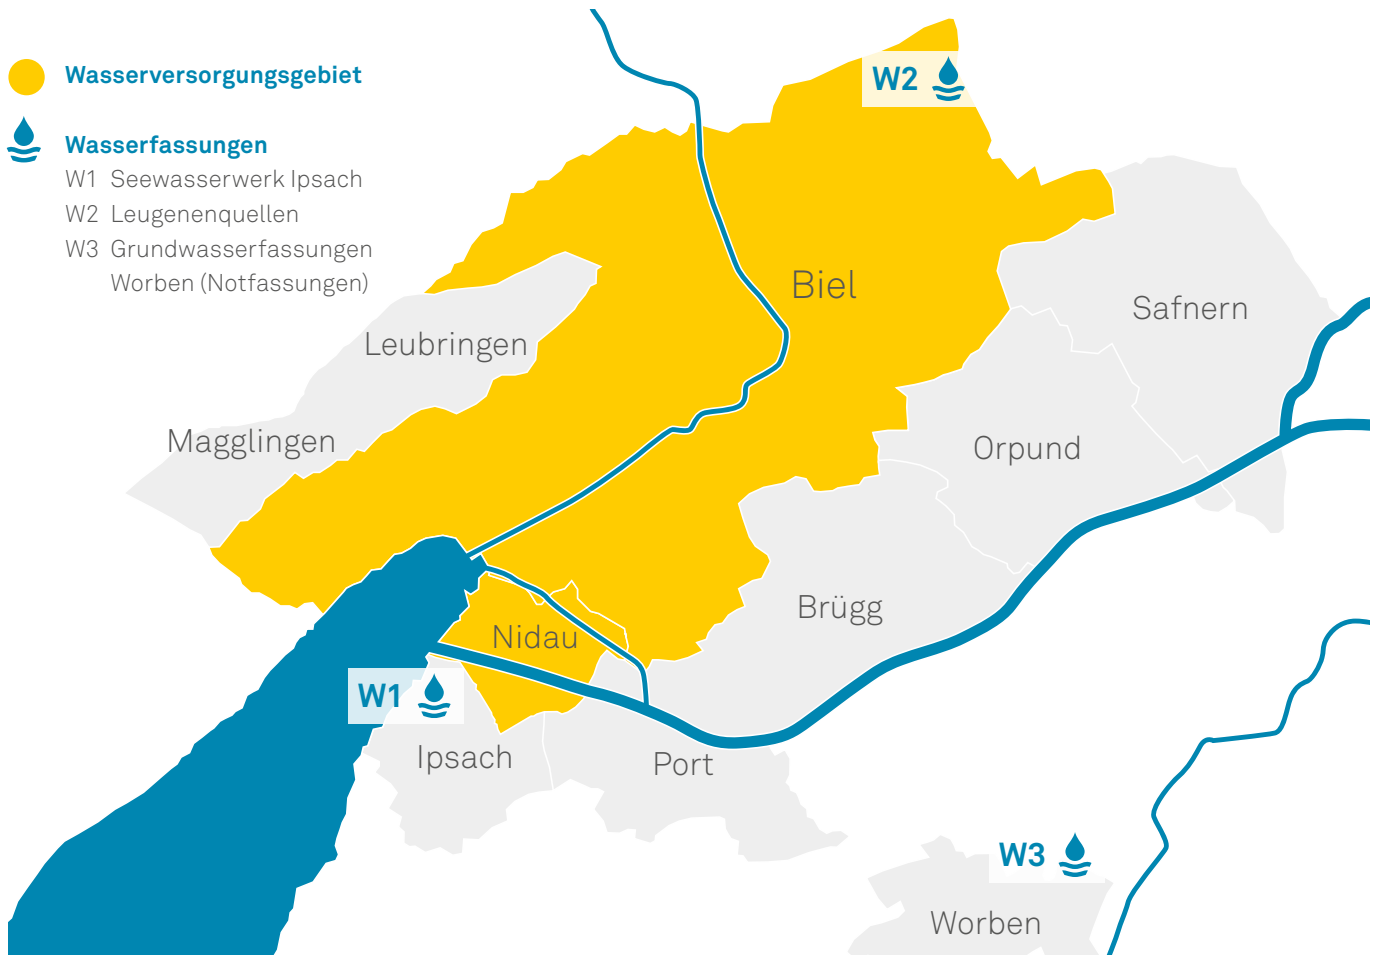 Wasserversorgungsgebiet
Wasserfassungen
W1 Seewasserwerk Ipsach
W2 Leugenenquellen
W3 Grundwasserfassungen
Worben (Notfassungen)
W2
Biel
Safnern
Leubringen
Magglingen
Orpund
Brügg
Nidau
W1
Ipsach
Port
W3
Worben